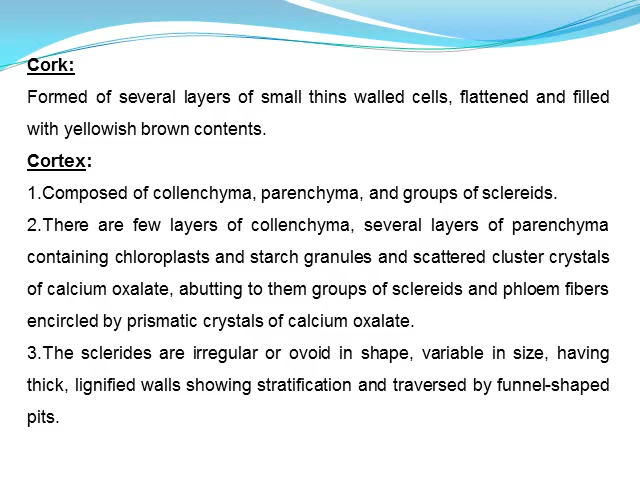 Cork:
Formed of several layers of small thins walled cells, flattened and filled
with yellowish brown contents.
Cortex:
1.Composed of collenchyma, parenchyma, and groups of sclereids.
2.There are few layers of collenchyma, several layers of parenchyma
containing chloroplasts and starch granules and scattered cluster crystals
of calcium oxalate, abutting to them groups of sclereids and phloem fibers
encircled by prismatic crystals of calcium oxalate.
3.The sclerides are irregular or ovoid in shape, variable in size, having
thick, lignified walls showing stratification and traversed by funnel-shaped
pits.